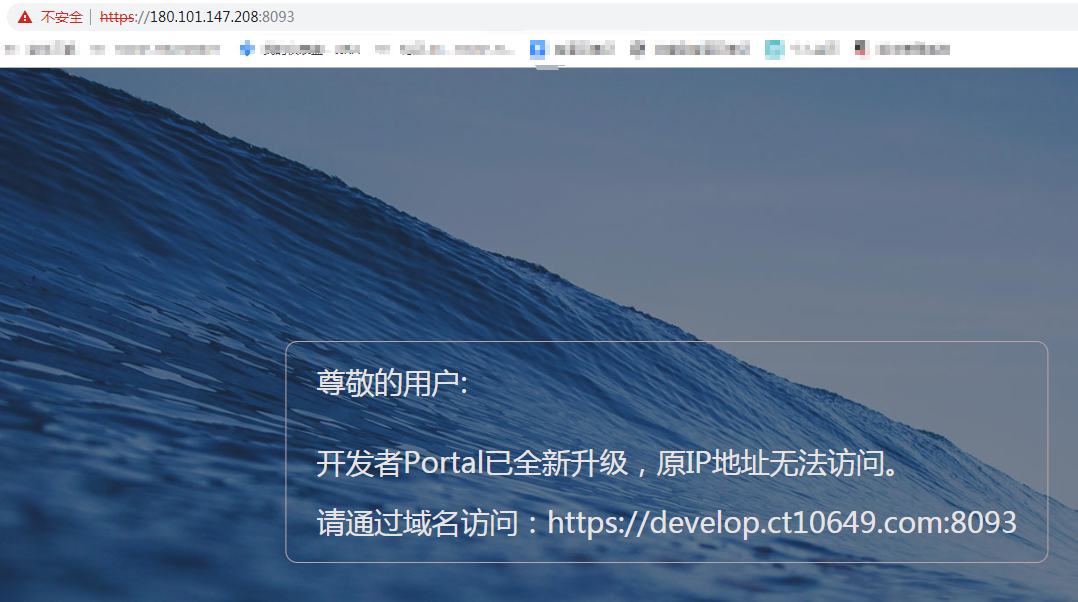 不安全 | https://180.101.147.208:8093
尊敬的用户:
开发者Portal已全新升级，原IP地址无法访问。
请通过域名访问：https://develop.ct10649.com:8093